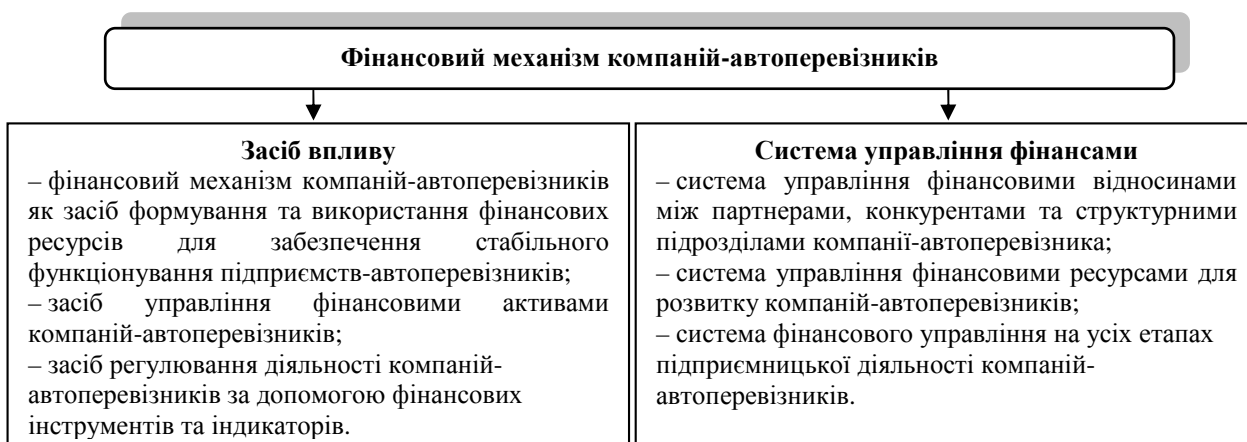 Фінансовий механізм компаній-автоперевізників
Засіб впливу
– фінансовий механізм компаній-автоперевізників
як засіб формування та використання фінансових
ресурсів для забезпечення стабільного
функціонування підприємств-автоперевізників;
– засіб управління фінансовими активами
компаній-автоперевізників;
– засіб регулювання діяльності компаній-
автоперевізників за допомогою фінансових
інструментів та індикаторів.
Система управління фінансами
– система управління фінансовими відносинами
між партнерами, конкурентами та структурними
підрозділами компанії-автоперевізника;
– система управління фінансовими ресурсами для
розвитку компаній-автоперевізників;
– система фінансового управління на усіх етапах
підприємницької діяльності компаній-
автоперевізників.